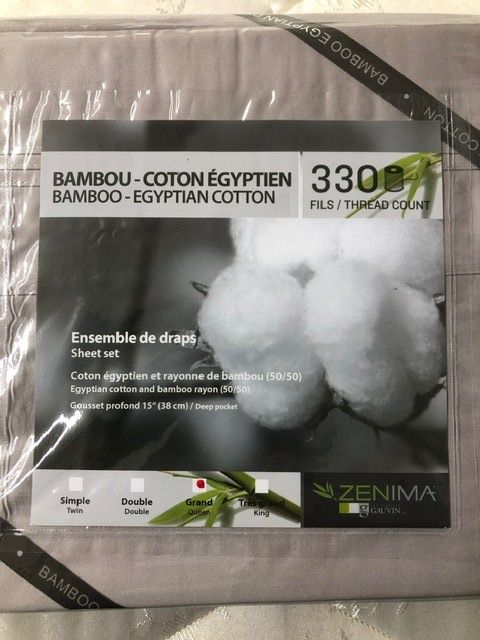 BAMBOO EGYPTIAN
COTTON
BAMBOU - COTON ÉGYPTIEN
BAMBOO - EGYPTIAN COTTON
330
FILS / THREAD COUNT
Ensemble de draps
Sheet set
Coton égyptien et rayonne de bambou (50/50)
Egyptian cotton and bamboo rayon (50/50)
Gousset profond 15" (38 cm) / Deep pocket
Simple
Twin
Double
Double
Grand
Queen
Très grand
King
ZENIMA
g GAUVIN
BAMBOO